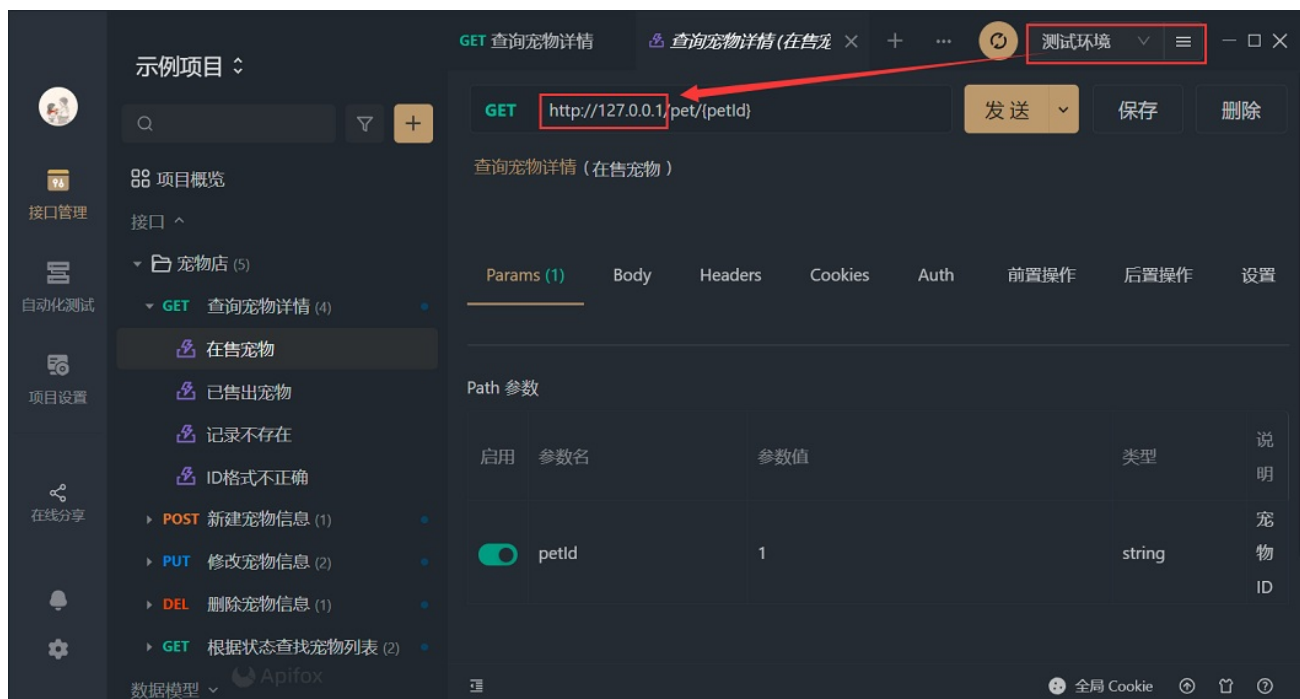 GET 查询宠物详情
查询宠物详情(在售宠
测试环境
示例项目
GET http://127.0.0.1/pet/{petId}
发 送
保存
删除
查询宠物详情 ( 在售宠物 )
项目概览
接口管理
接口
宠物店 (5)
Params (1) Body Headers Cookies Auth 前置操作 后置操作 设置
自动化测试
GET 查询宠物详情 (4)
在售宠物
项目设置
已售出宠物
记录不存在
ID格式不正确
Path 参数
启用 参数名 参数值 类型 说
明
在线分享
POST 新建宠物信息 (1)
PUT 修改宠物信息 (2)
DEL 删除宠物信息 (1)
GET 根据状态查找宠物列表 (2)
petId 1 string 宠
物
ID
数据模型
Apifox
全局 Cookie